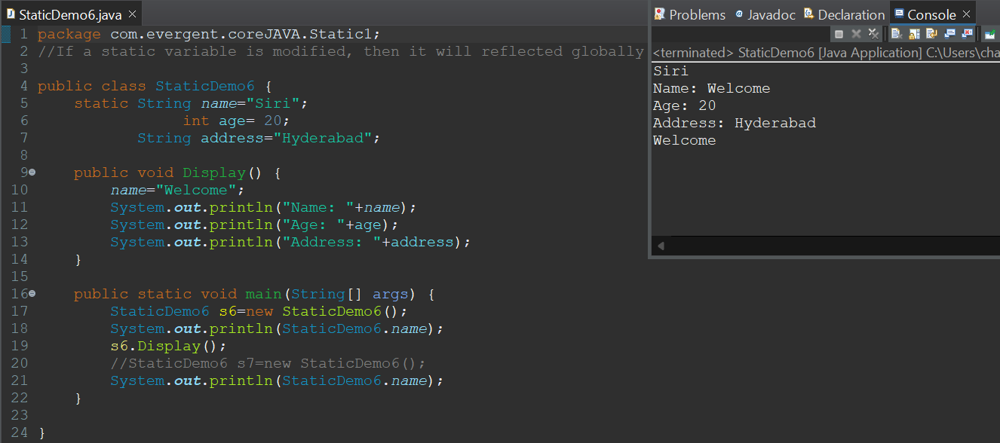 StaticDemo6.java ×
1 package com.evergent.coreJAVA.Static1;
2 //If a static variable is modified, then it will reflected globally
3
4 public class StaticDemo6 {
5     static String name="Siri";
6                 int age= 20;
7            String address="Hyderabad";
8
9     public void Display() {
10         name="Welcome";
11         System.out.println("Name: "+name);
12         System.out.println("Age: "+age);
13         System.out.println("Address: "+address);
14     }
15
16     public static void main(String[] args) {
17         StaticDemo6 s6=new StaticDemo6();
18         System.out.println(StaticDemo6.name);
19         s6.Display();
20         //StaticDemo6 s7=new StaticDemo6();
21         System.out.println(StaticDemo6.name);
22     }
23
24 }
Problems @ Javadoc Declaration Console ×
<terminated> StaticDemo6 [Java Application] C:\Users\cha
Siri
Name: Welcome
Age: 20
Address: Hyderabad
Welcome